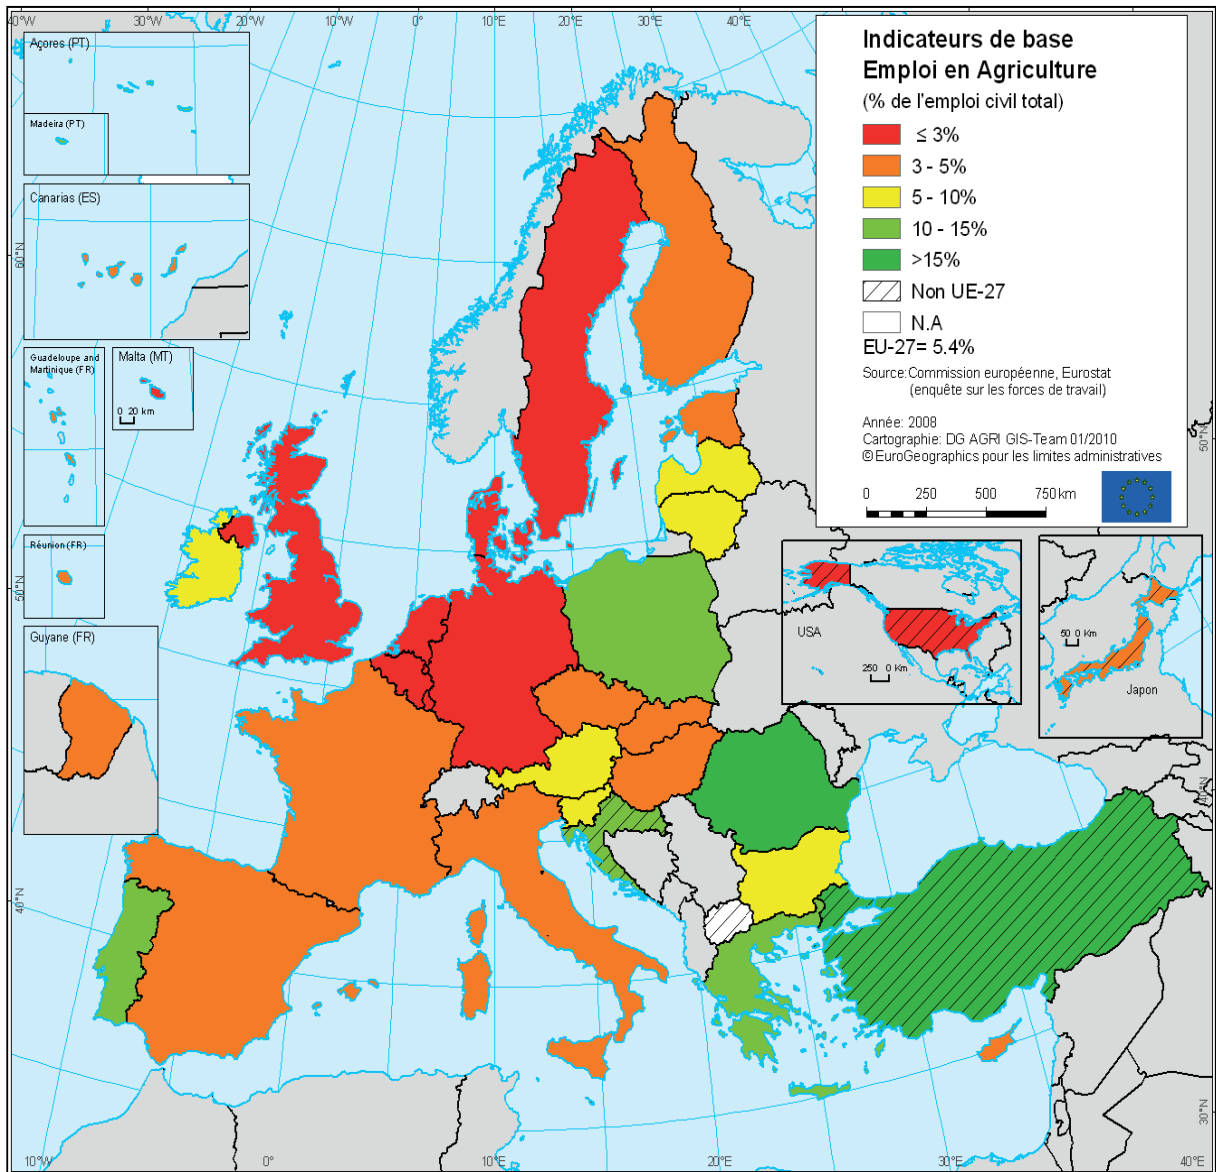 40°W
30°W
20°W
10°W
0°
10°E
20°E
30°E
40°E
Açores (PT)
Madeira (PT)
Canarias (ES)
Guadeloupe and
Martinique (FR)
Malta (MT)
0 20 km
Réunion (FR)
Guyane (FR)
Indicateurs de base
Emploi en Agriculture
(% de l'emploi civil total)
≤ 3%
3 - 5%
5 - 10%
10 - 15%
>15%
Non UE-27
N.A
EU-27= 5.4%
Source:Commission européenne, Eurostat
(enquête sur les forces de travail)
Année: 2008
Cartographie: DG AGRI GIS-Team 01/2010
© EuroGeographics pour les limites administratives
0 250 500 750 km
USA
250 0 Km
50 0 Km
Japon
60°N
50°N
40°N
50°N
40°N
30°N
10°W
0°
10°E
20°E
30°E
40°E